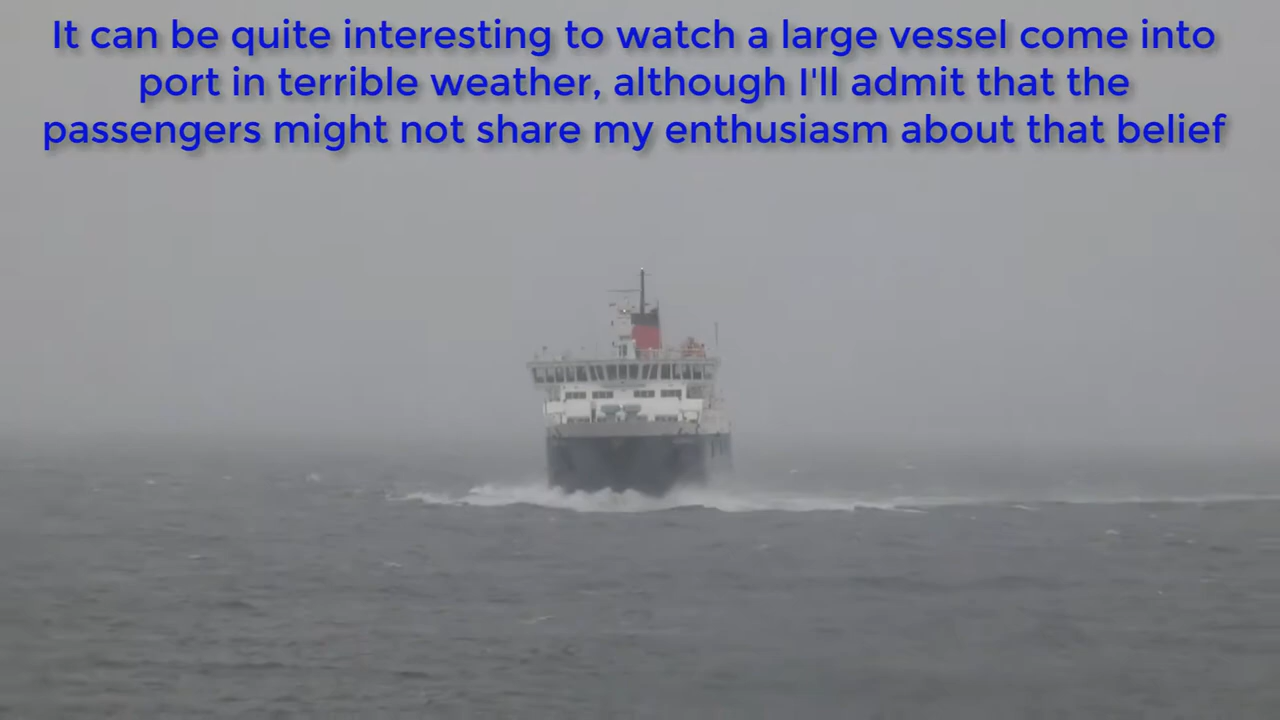 It can be quite interesting to watch a large vessel come into
port in terrible weather, although I'll admit that the
passengers might not share my enthusiasm about that belief